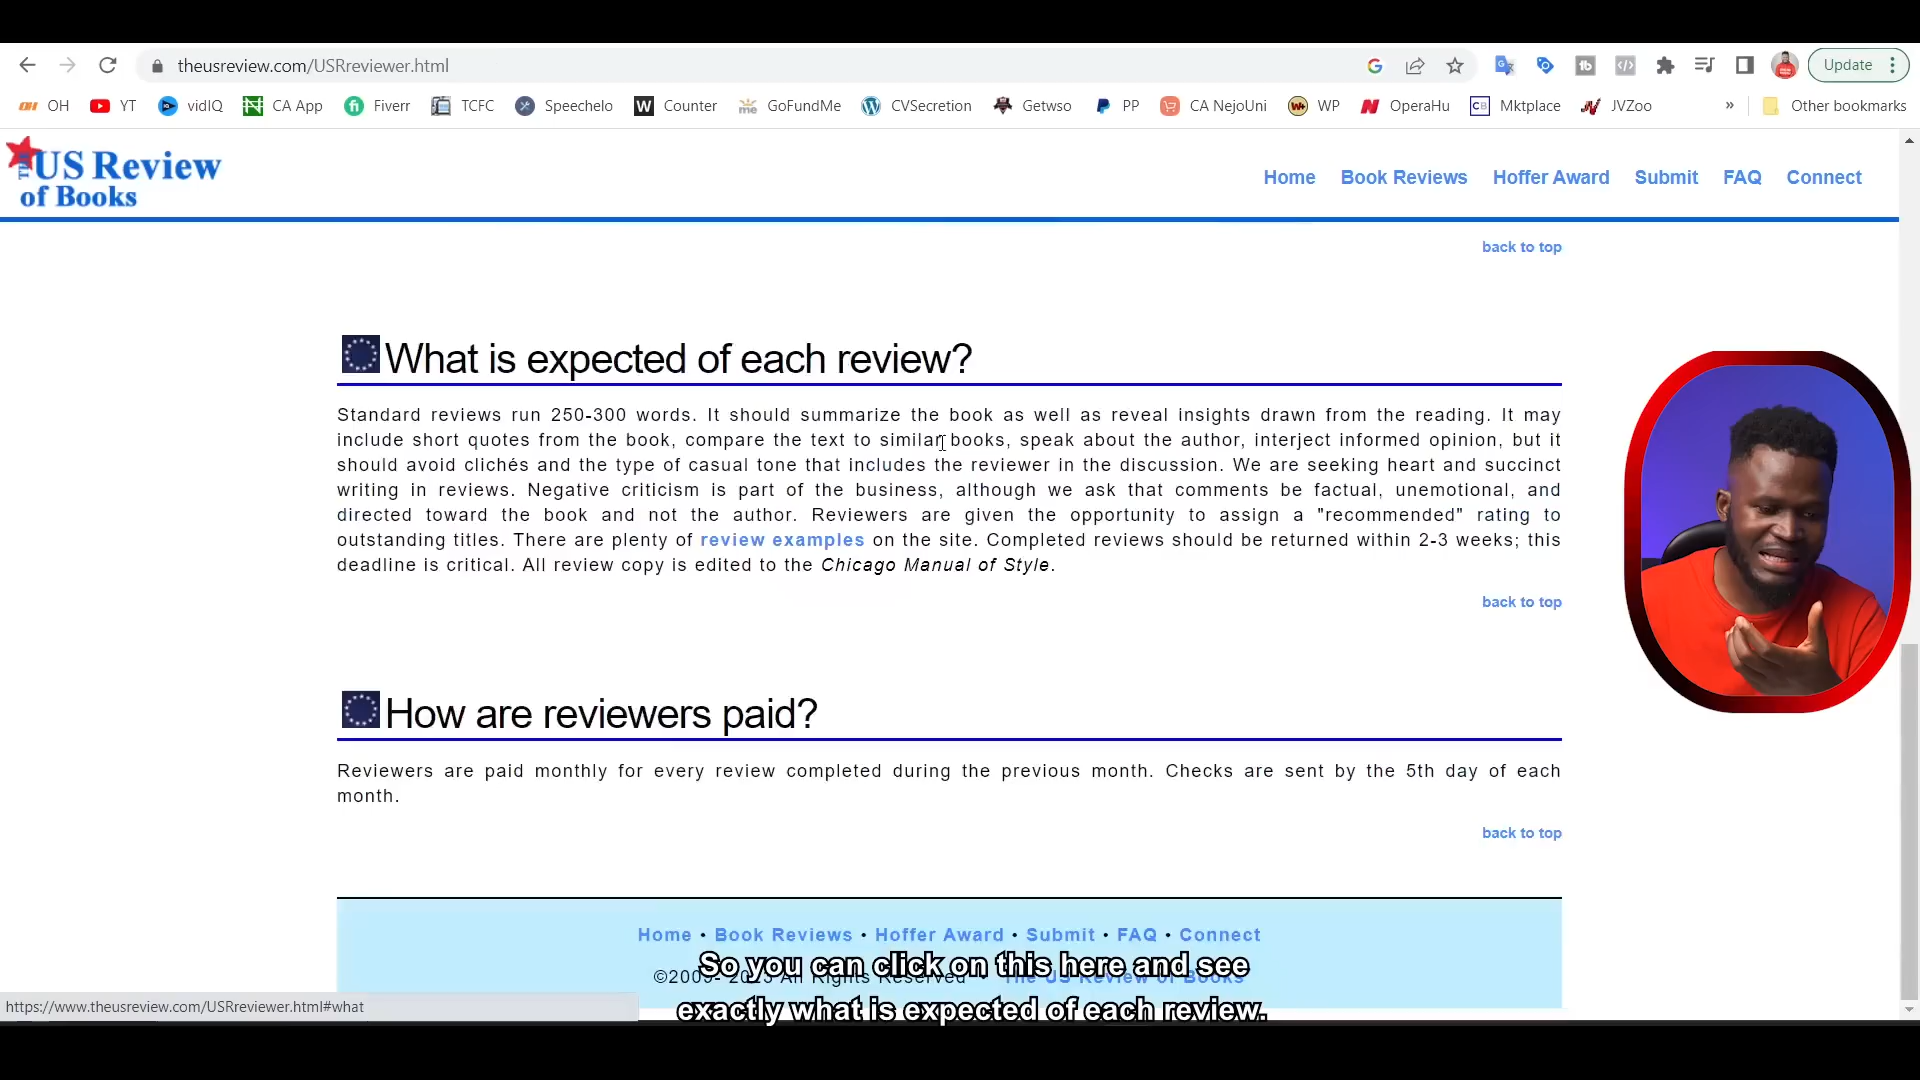 theusreview.com/USRreviewer.html
Update
OH YT vidIQ CA App Fiverr TCFC Speechelo Counter GoFundMe CVSecretion Getwso PP CA NejoUni WP OperaHu Mktplace JVZoo » Other bookmarks
THE US Review
of Books
Home Book Reviews Hoffer Award Submit FAQ Connect
back to top
What is expected of each review?
Standard reviews run 250-300 words. It should summarize the book as well as reveal insights drawn from the reading. It may
include short quotes from the book, compare the text to similar books, speak about the author, interject informed opinion, but it
should avoid clichés and the type of casual tone that includes the reviewer in the discussion. We are seeking heart and succinct
writing in reviews. Negative criticism is part of the business, although we ask that comments be factual, unemotional, and
directed toward the book and not the author. Reviewers are given the opportunity to assign a "recommended" rating to
outstanding titles. There are plenty of review examples on the site. Completed reviews should be returned within 2-3 weeks; this
deadline is critical. All review copy is edited to the Chicago Manual of Style.
back to top
How are reviewers paid?
Reviewers are paid monthly for every review completed during the previous month. Checks are sent by the 5th day of each
month.
back to top
Home • Book Reviews • Hoffer Award • Submit • FAQ • Connect
So you can click on this here and see
All Rights Reserved The US Review of Books
https://www.theusreview.com/USRreviewer.html#what
exactly what is expected of each review.